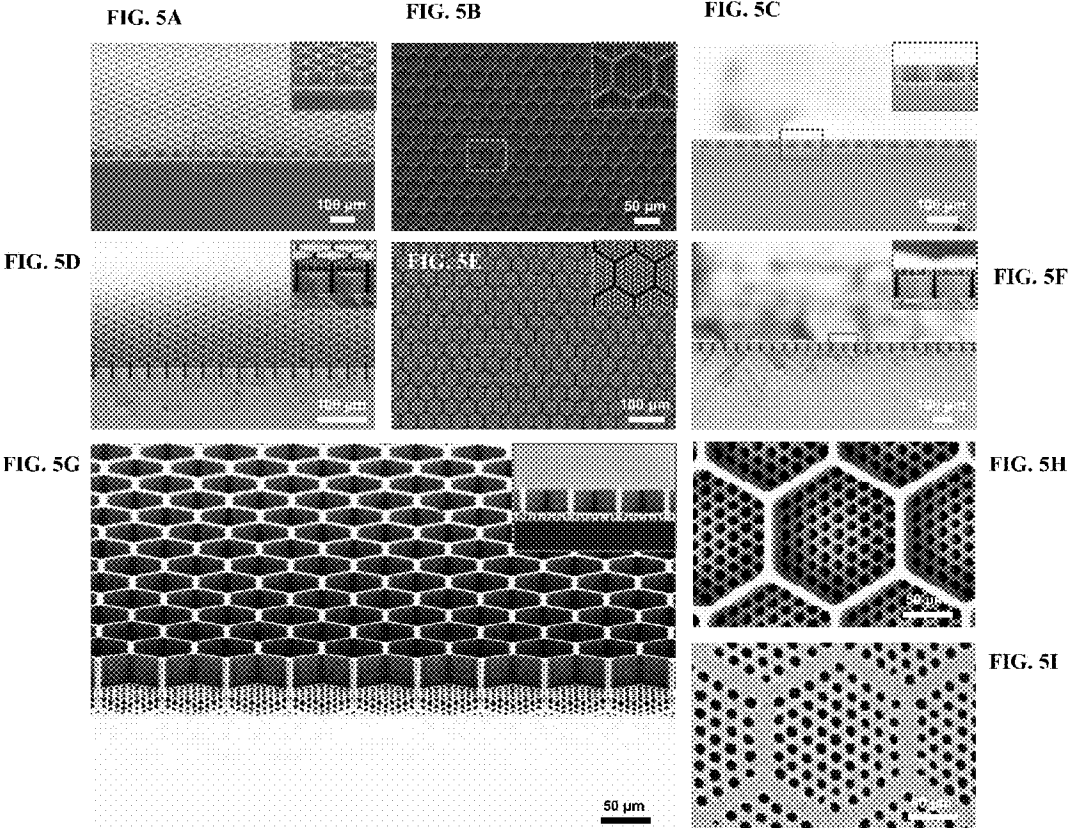 FIG. 5A
FIG. 5B
FIG. 5C
100 µm
50 µm
100 µm
FIG. 5D
FIG. 5E
FIG. 5F
100 µm
100 µm
FIG. 5G
FIG. 5H
FIG. 5I
50 µm